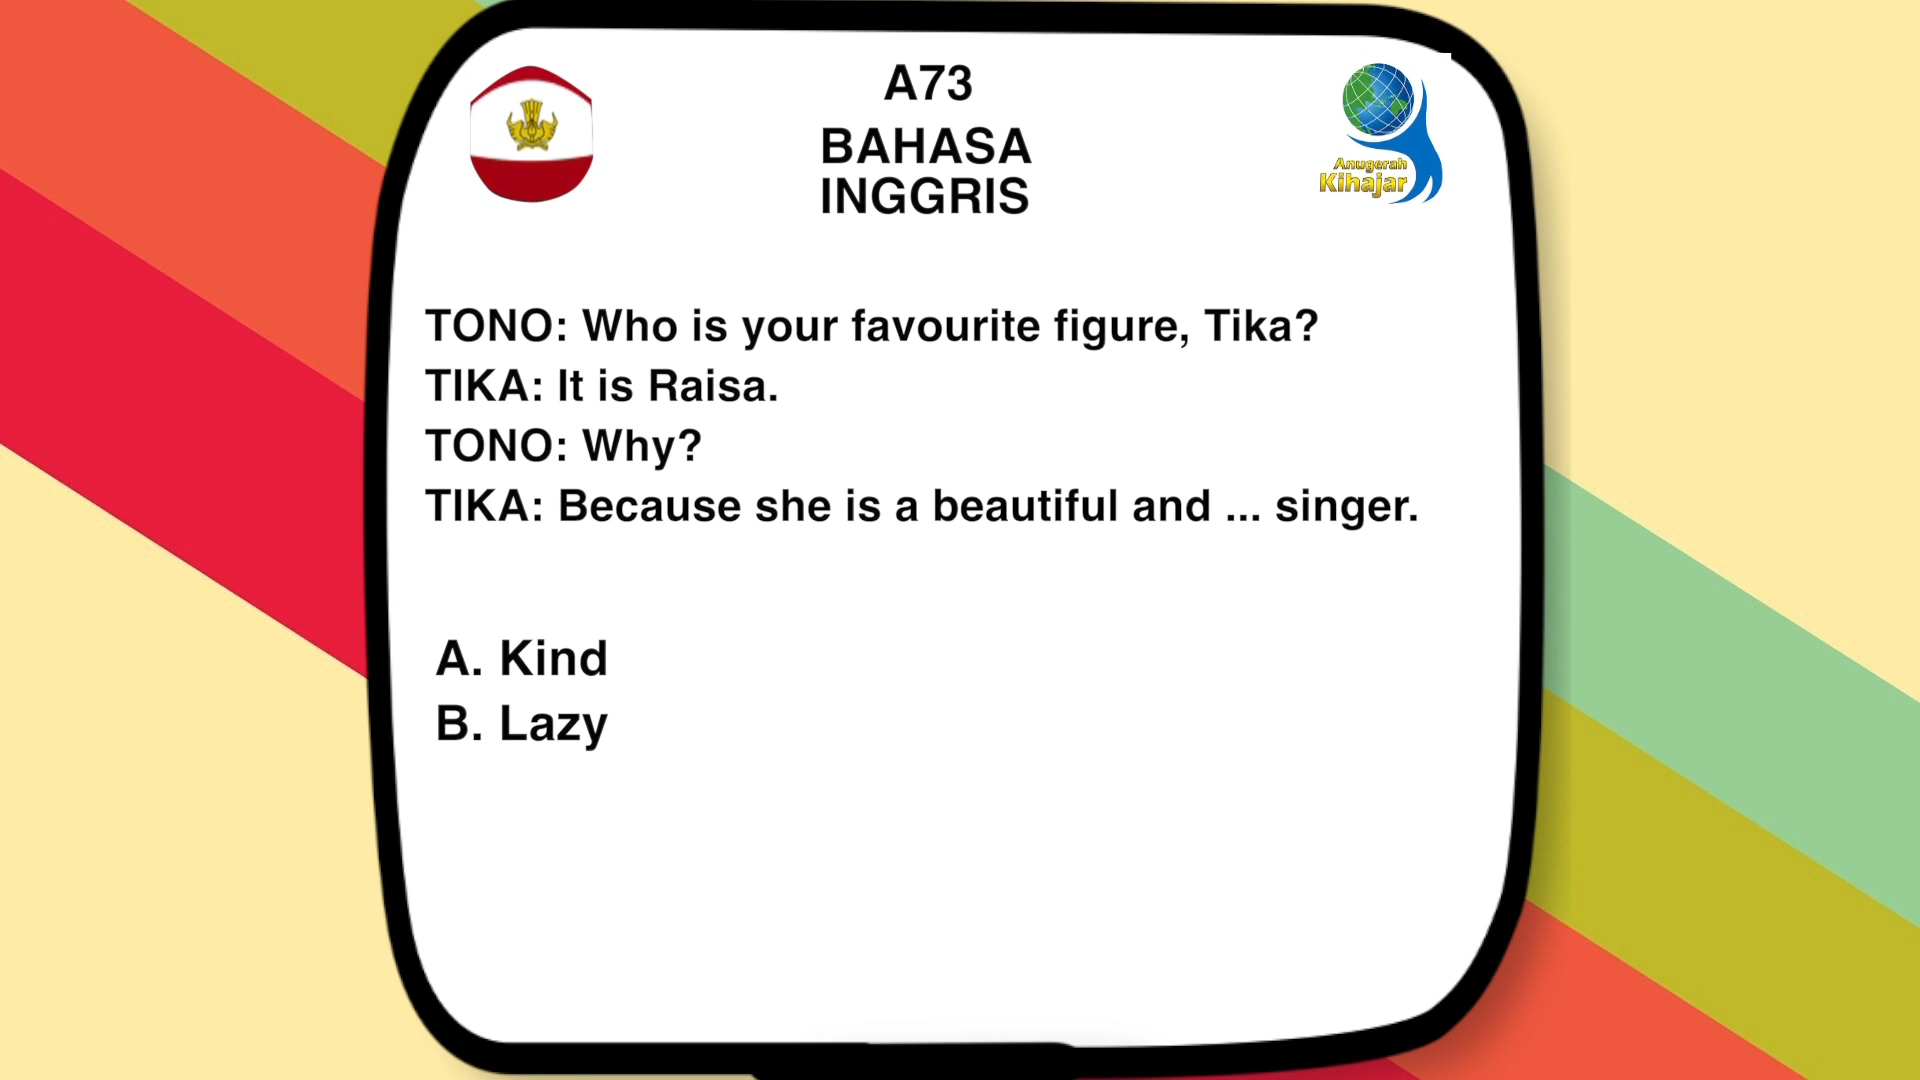 A73
BAHASA
INGGRIS
Anugerah
Kihajar
TONO: Who is your favourite figure, Tika?
TIKA: It is Raisa.
TONO: Why?
TIKA: Because she is a beautiful and ... singer.
A. Kind
B. Lazy